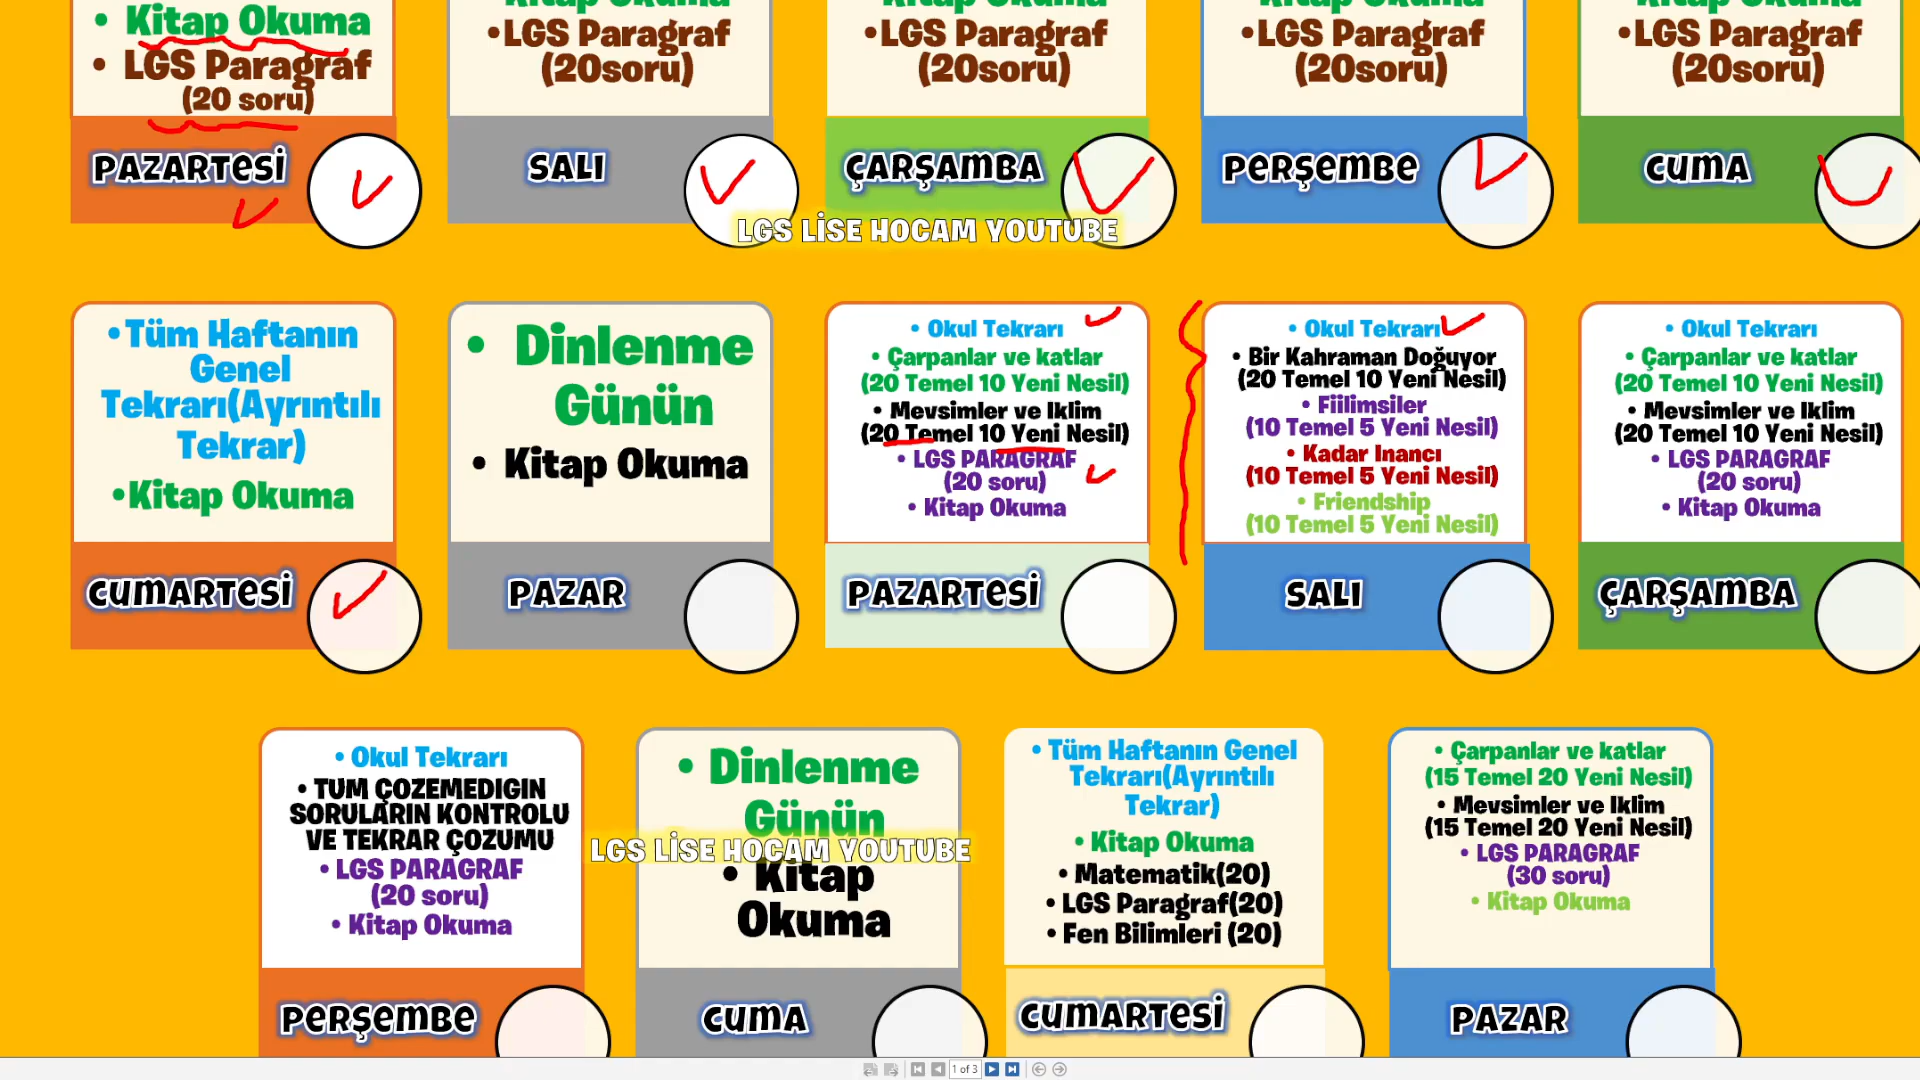 • Kitap Okuma
• LGS Paragraf
(20 soru)
PAZARTESİ
Kitap Okuma
•LGS Paragraf
(20soru)
SALI
Kitap Okuma
•LGS Paragraf
(20soru)
ÇARŞAMBA
Kitap Okuma
•LGS Paragraf
(20soru)
PERŞEMBE
Kitap Okuma
•LGS Paragraf
(20soru)
CUMA
LGS LİSE HOCAM YOUTUBE
•Tüm Haftanın
Genel
Tekrarı(Ayrıntılı
Tekrar)
•Kitap Okuma
CUMARTESİ
• Dinlenme
Günün
• Kitap Okuma
PAZAR
• Okul Tekrarı
• Çarpanlar ve katlar
(20 Temel 10 Yeni Nesil)
• Mevsimler ve Iklim
(20 Temel 10 Yeni Nesil)
• LGS PARAGRAF
(20 soru)
• Kitap Okuma
PAZARTESİ
• Okul Tekrarı
• Bir Kahraman Doğuyor
(20 Temel 10 Yeni Nesil)
• Fiilimsiler
(10 Temel 5 Yeni Nesil)
• Kadar Inancı
(10 Temel 5 Yeni Nesil)
• Friendship
(10 Temel 5 Yeni Nesil)
SALI
• Okul Tekrarı
• Çarpanlar ve katlar
(20 Temel 10 Yeni Nesil)
• Mevsimler ve Iklim
(20 Temel 10 Yeni Nesil)
• LGS PARAGRAF
(20 soru)
• Kitap Okuma
ÇARŞAMBA
• Okul Tekrarı
• TUM ÇOZEMEDIGIN
SORULARIN KONTROLU
VE TEKRAR ÇOZUMU
• LGS PARAGRAF
(20 soru)
• Kitap Okuma
PERŞEMBE
• Dinlenme
Günün
LGS LİSE HOCAM YOUTUBE
• Kitap
Okuma
CUMA
• Tüm Haftanın Genel
Tekrarı(Ayrıntılı
Tekrar)
• Kitap Okuma
• Matematik(20)
• LGS Paragraf(20)
• Fen Bilimleri (20)
CUMARTESİ
• Çarpanlar ve katlar
(15 Temel 20 Yeni Nesil)
• Mevsimler ve Iklim
(15 Temel 20 Yeni Nesil)
• LGS PARAGRAF
(30 soru)
• Kitap Okuma
PAZAR
1 of 3